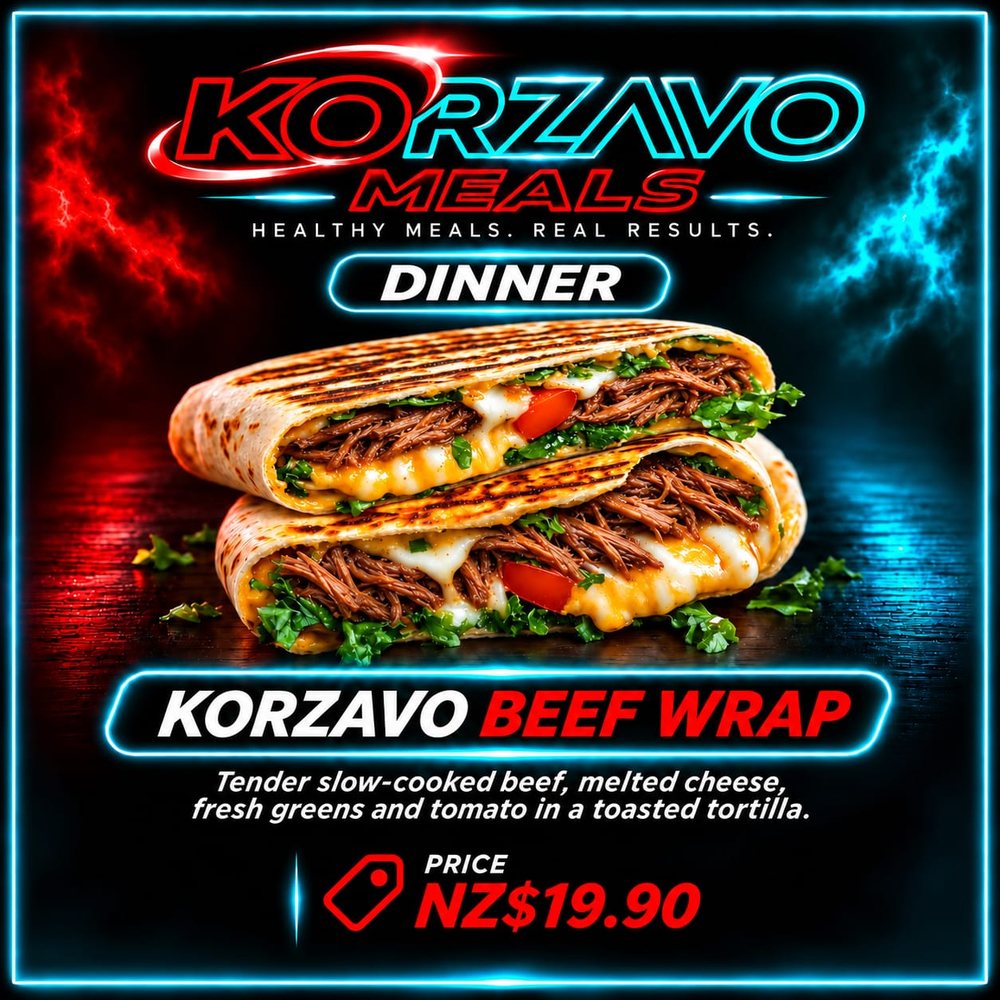 KORZAVO
MEALS
HEALTHY MEALS. REAL RESULTS.
DINNER
KORZAVO BEEF WRAP
Tender slow-cooked beef, melted cheese,
fresh greens and tomato in a toasted tortilla.
PRICE
NZ$19.90